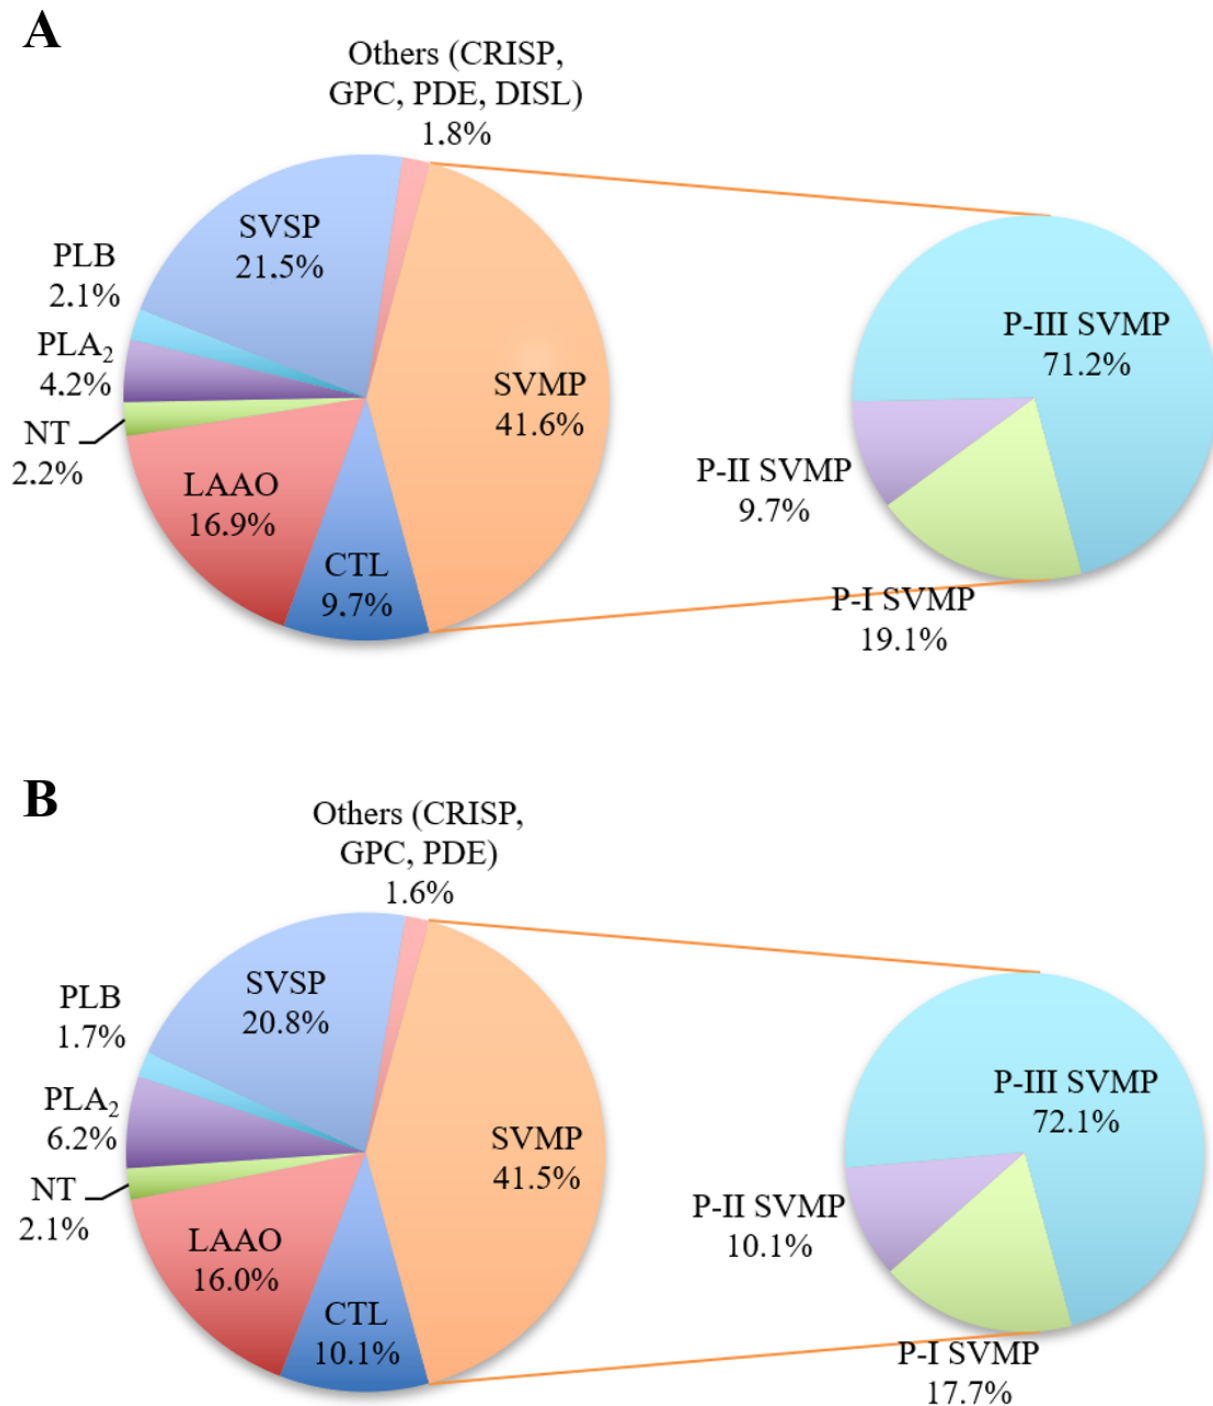 A
Others (CRISP,
GPC, PDE, DISL)
1.8%
SVSP
21.5%
PLB
2.1%
PLA₂
4.2%
NT
2.2%
LAAO
16.9%
CTL
9.7%
SVMP
41.6%
P-III SVMP
71.2%
P-II SVMP
9.7%
P-I SVMP
19.1%
B
Others (CRISP,
GPC, PDE)
1.6%
SVSP
20.8%
PLB
1.7%
PLA₂
6.2%
NT
2.1%
LAAO
16.0%
CTL
10.1%
SVMP
41.5%
P-III SVMP
72.1%
P-II SVMP
10.1%
P-I SVMP
17.7%